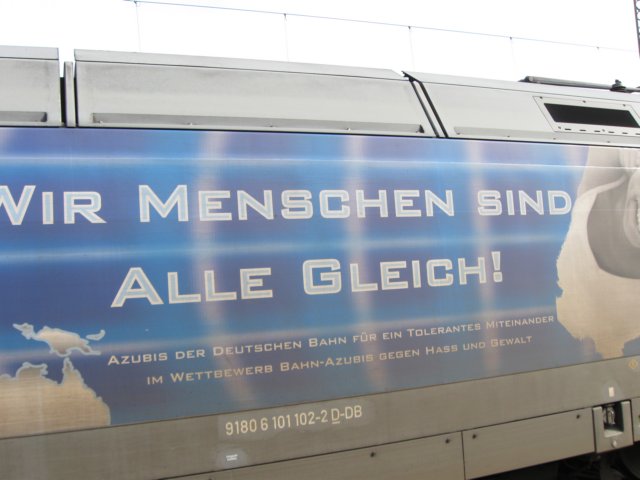 Wir Menschen sind
alle Gleich!
Azubis der Deutschen Bahn für ein Tolerantes Miteinander
im Wettbewerb Bahn-Azubis gegen Hass und Gewalt
9180 6 101 102-2 D-DB